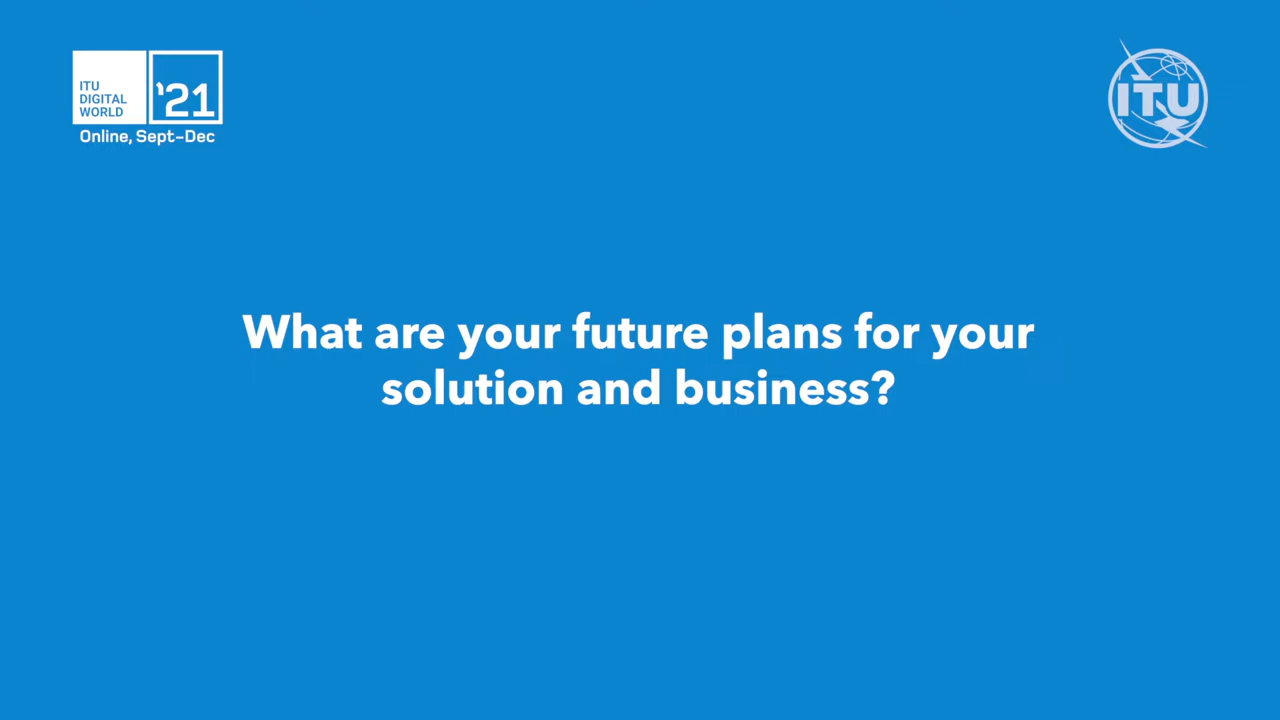 ITU
DIGITAL
WORLD
'21
Online, Sept–Dec
ITU
What are your future plans for your
solution and business?